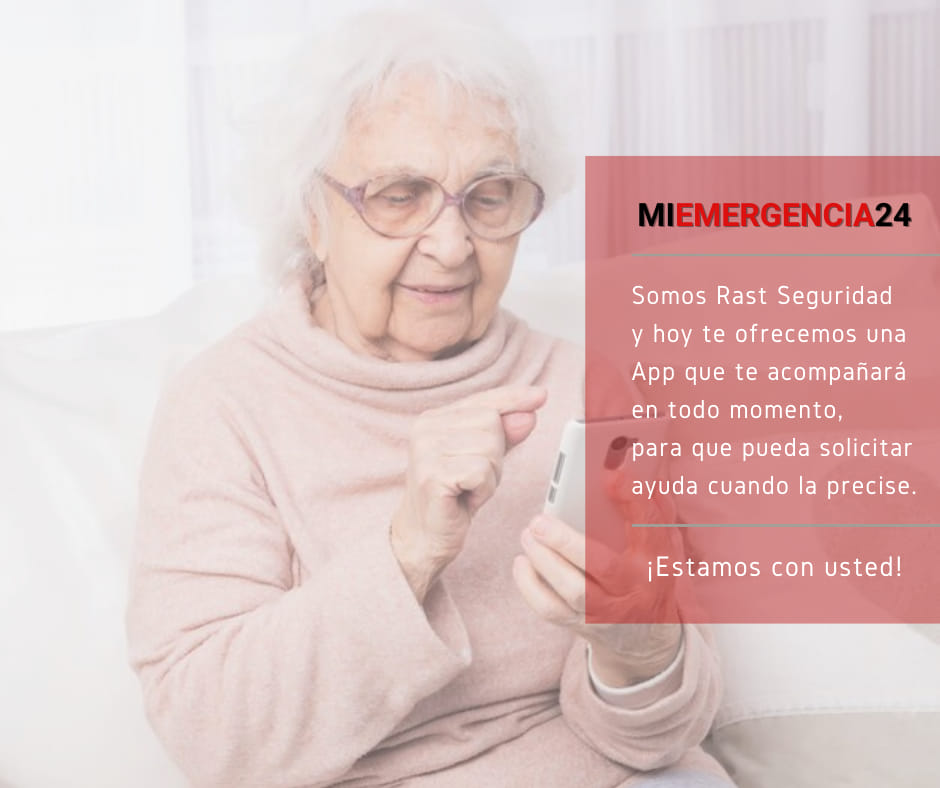 MIEMERGENCIA24
Somos Rast Seguridad
y hoy te ofrecemos una
App que te acompañará
en todo momento,
para que pueda solicitar
ayuda cuando la precise.
¡Estamos con usted!